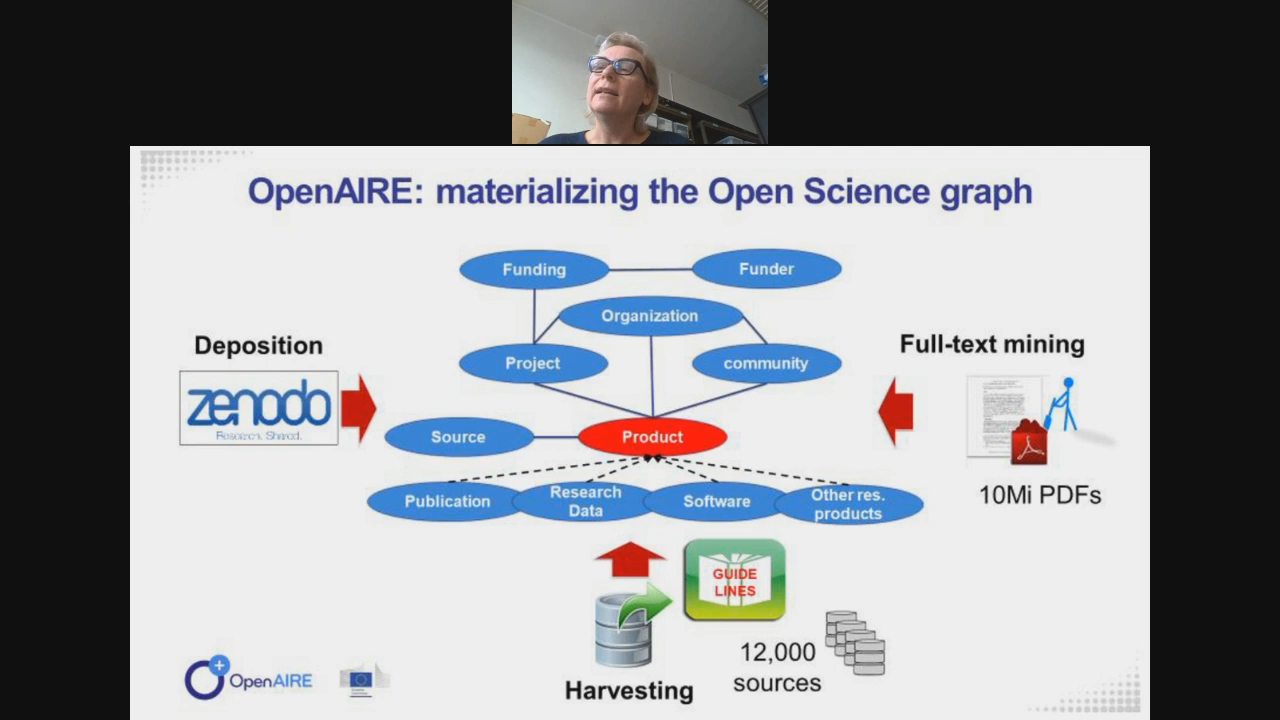 OpenAIRE: materializing the Open Science graph
Funding
Funder
Organization
Deposition
Full-text mining
Project
community
zenodo
Research. Shared.
Source
Product
10Mi PDFs
Publication
Research
Data
Software
Other res.
products
GUIDE
LINES
12,000
sources
OpenAIRE
Harvesting